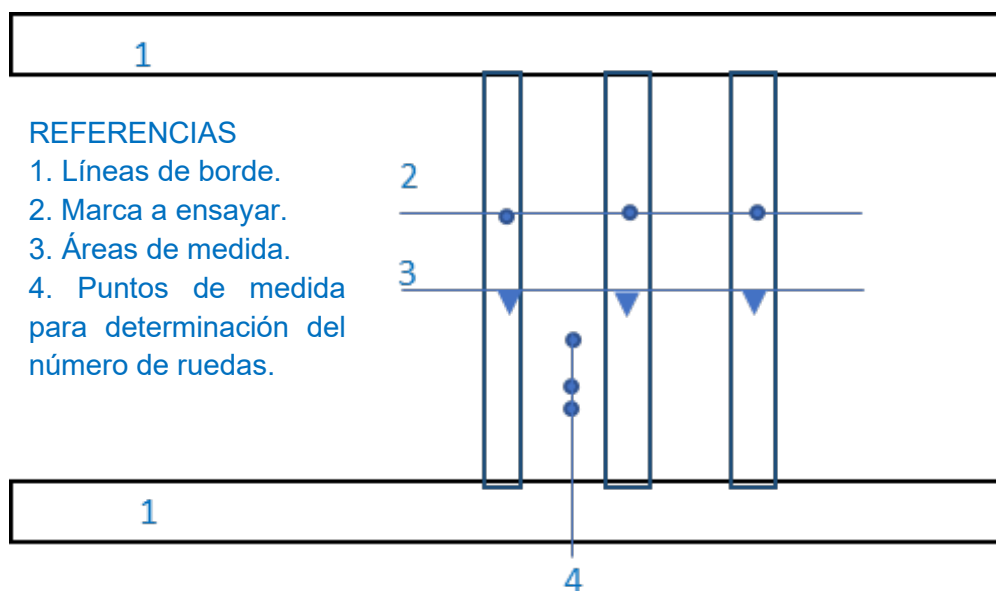 1
REFERENCIAS
1. Líneas de borde.
2. Marca a ensayar.
3. Áreas de medida.
4. Puntos de medida
para determinación del
número de ruedas.
2
3
1
4